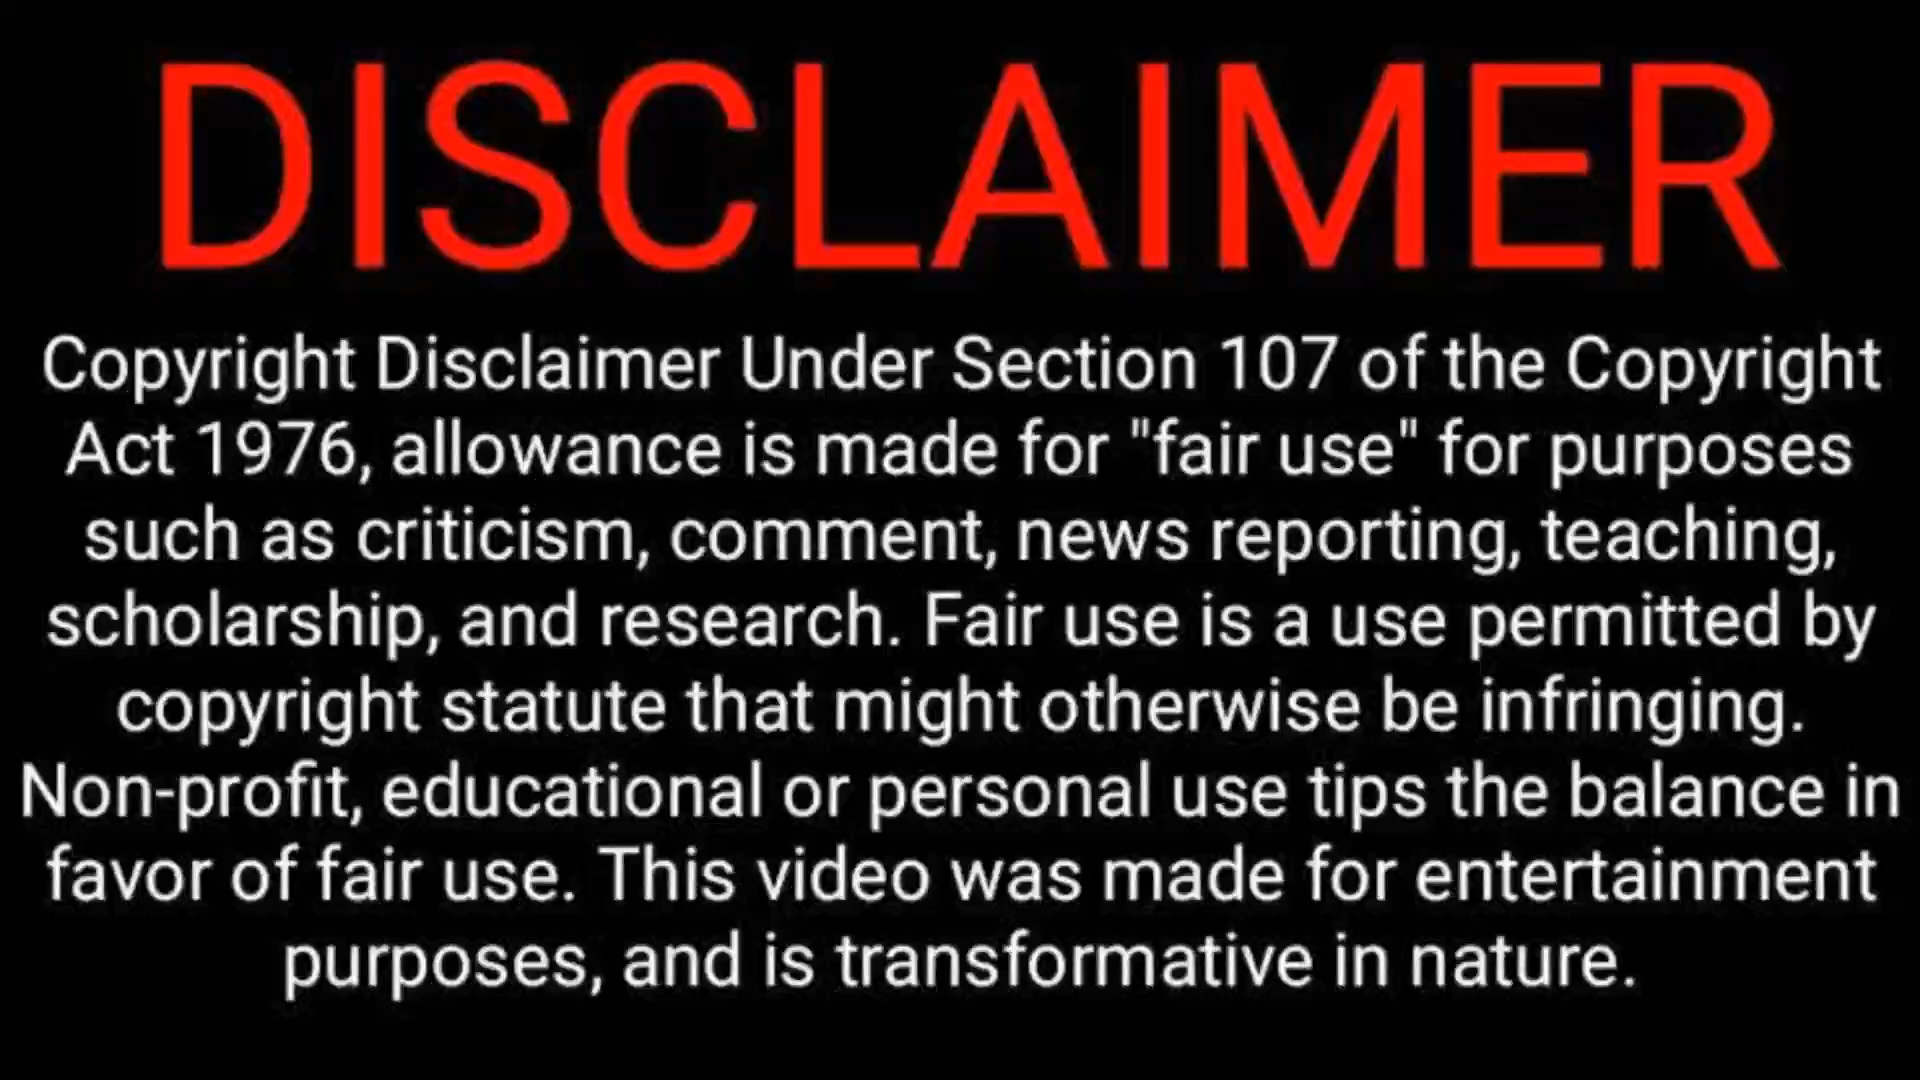 DISCLAIMER
Copyright Disclaimer Under Section 107 of the Copyright
Act 1976, allowance is made for "fair use" for purposes
such as criticism, comment, news reporting, teaching,
scholarship, and research. Fair use is a use permitted by
copyright statute that might otherwise be infringing.
Non-profit, educational or personal use tips the balance in
favor of fair use. This video was made for entertainment
purposes, and is transformative in nature.